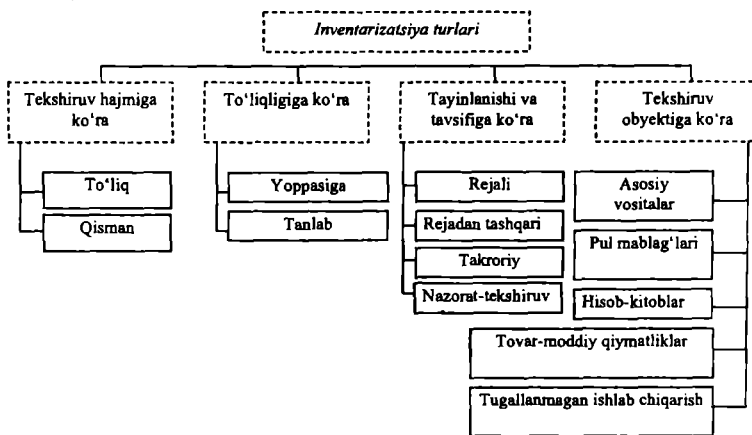 Inventarizatsiya turlari
Tekshiruv hajmiga
ko‘ra
To‘liq
Qisman
To‘liqligiga ko‘ra
Yoppasiga
Tanlab
Tayinlanishi va
tavsifiga ko‘ra
Rejali
Rejadan tashqari
Takroriy
Nazorat-tekshiruv
Tekshiruv
obyektiga ko‘ra
Asosiy
vositalar
Pul mablag‘lari
Hisob-kitoblar
Tovar-moddiy qiymatliklar
Tugallanmagan ishlab chiqarish